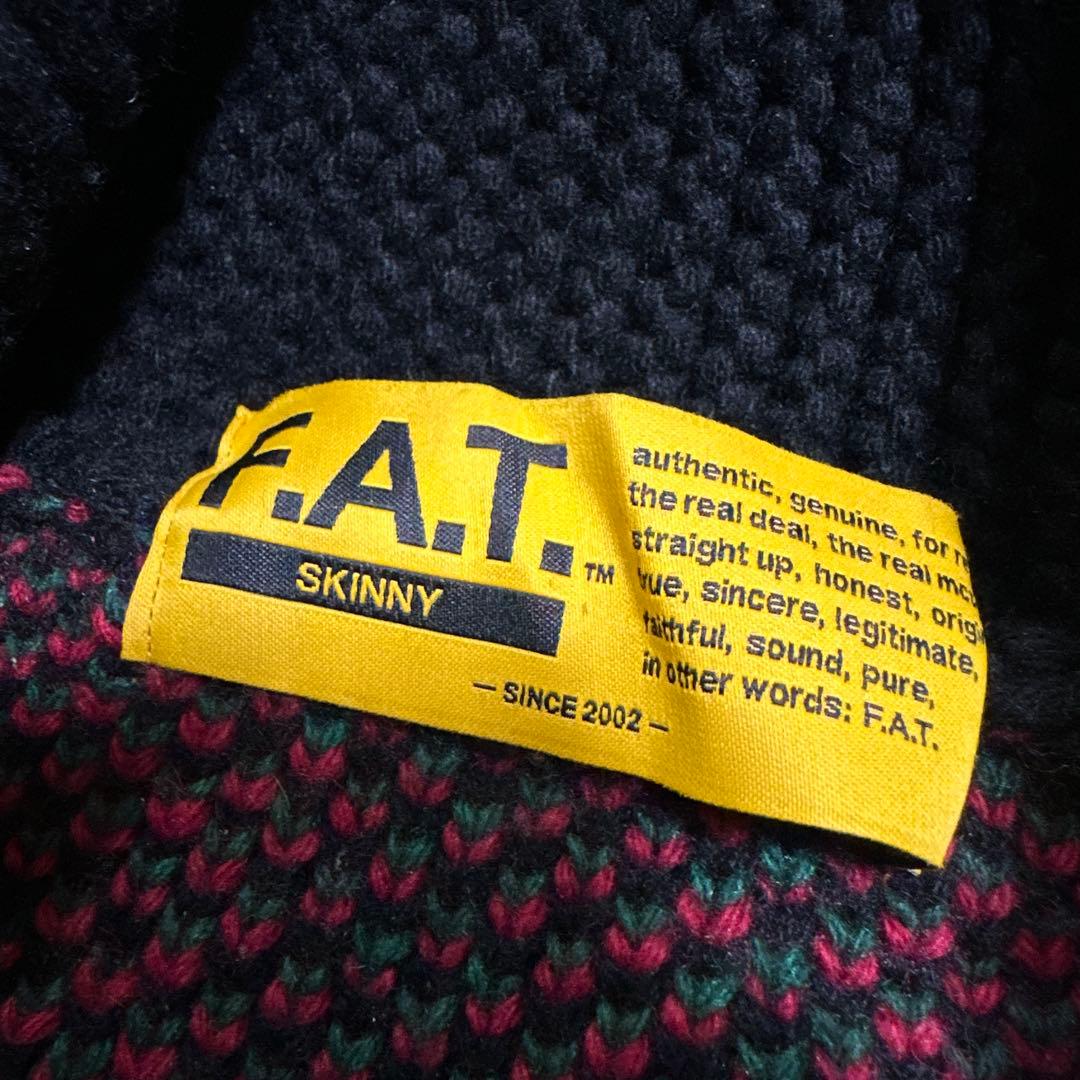 F.A.T.
SKINNY
TM
— SINCE 2002 —
authentic, genuine, for
the real deal, the real
straight up, honest,
true, sincere, legitimate,
faithful, sound, pure,
in other words: F.A.T.